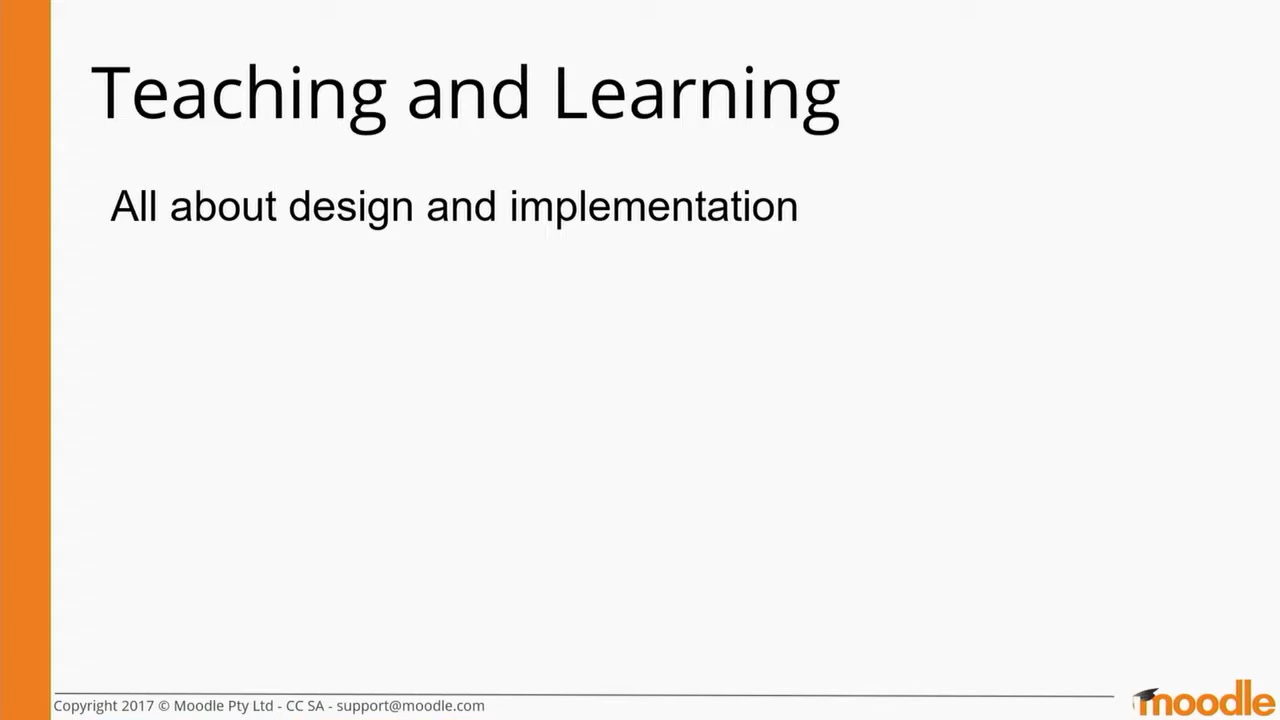 Teaching and Learning
All about design and implementation
Copyright 2017 © Moodle Pty Ltd - CC SA - support@moodle.com
moodle